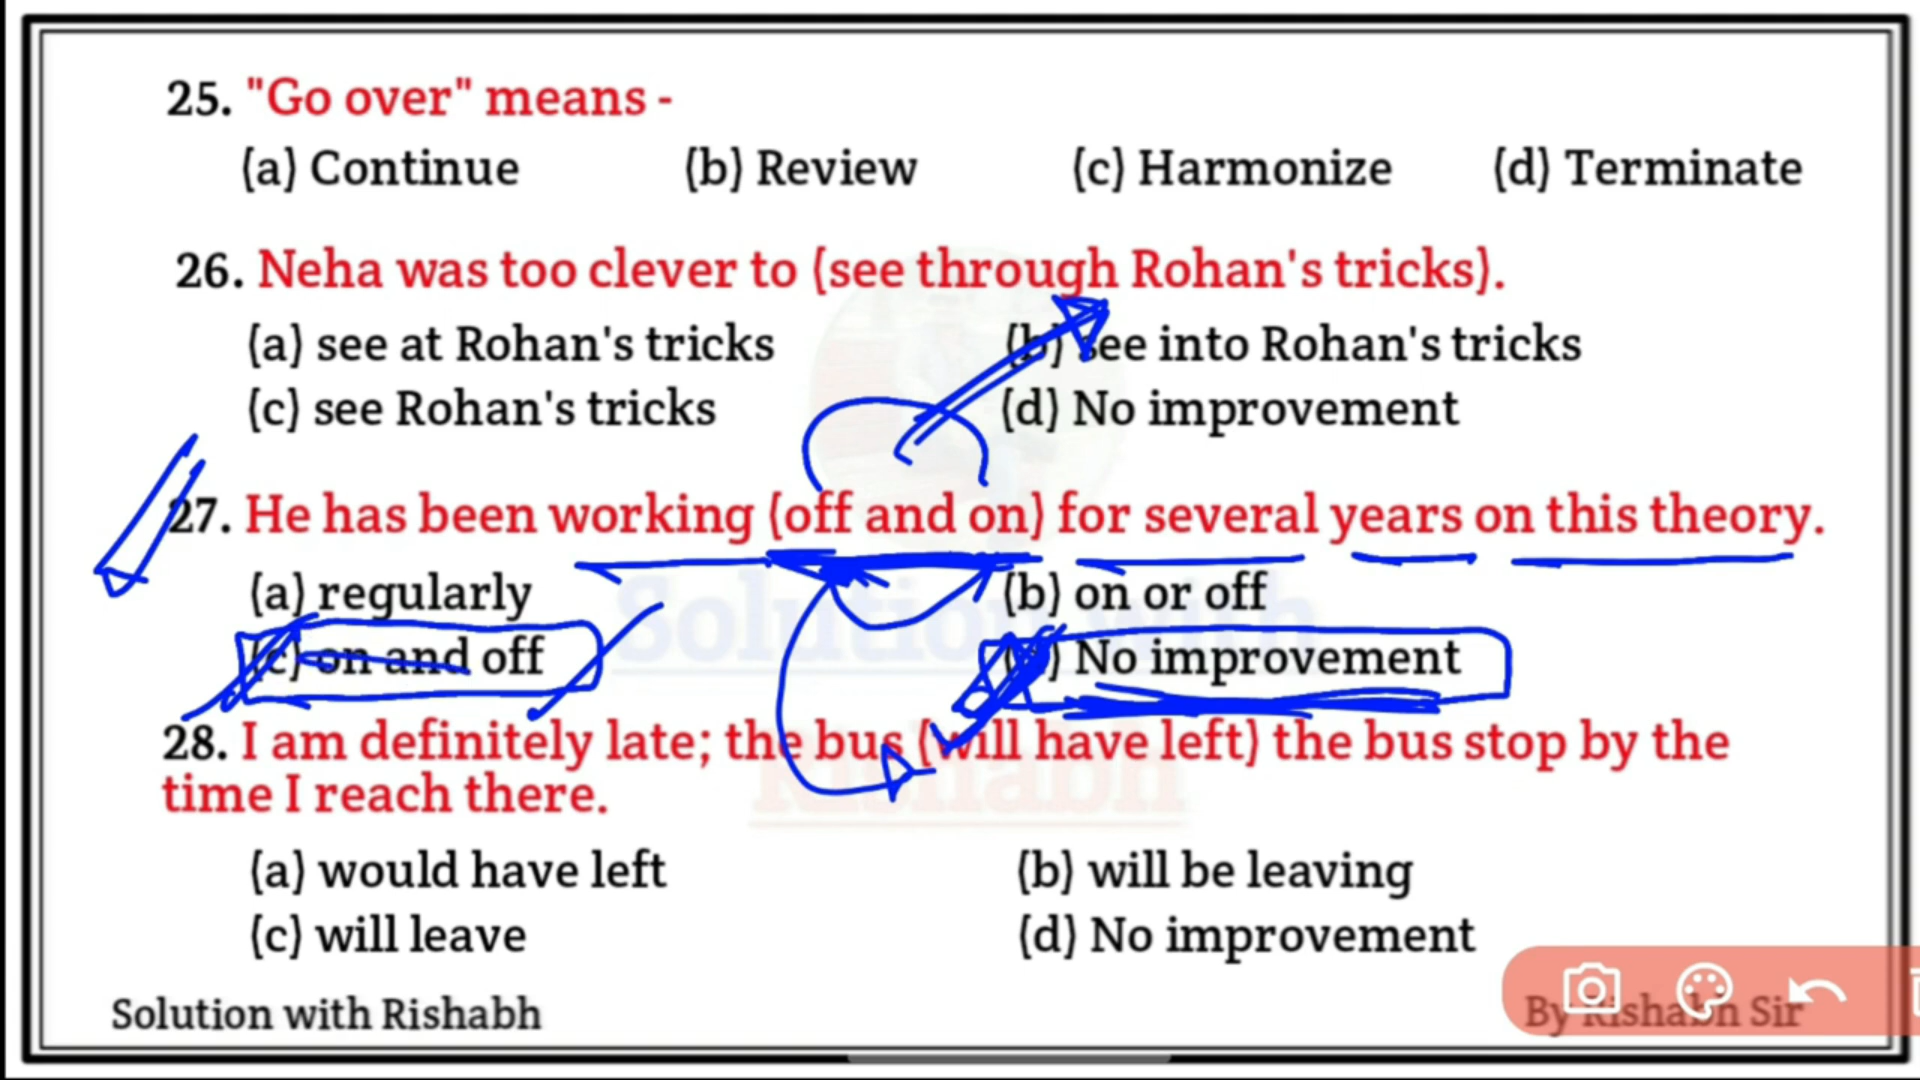 25. "Go over" means -
(a) Continue (b) Review (c) Harmonize (d) Terminate
26. Neha was too clever to (see through Rohan's tricks).
(a) see at Rohan's tricks (b) see into Rohan's tricks
(c) see Rohan's tricks (d) No improvement
27. He has been working (off and on) for several years on this theory.
(a) regularly (b) on or off
(c) on and off No improvement
28. I am definitely late; the bus (will have left) the bus stop by the
time I reach there.
(a) would have left (b) will be leaving
(c) will leave (d) No improvement
Solution with Rishabh By Rishabh Sir
Solution with
Rishabh